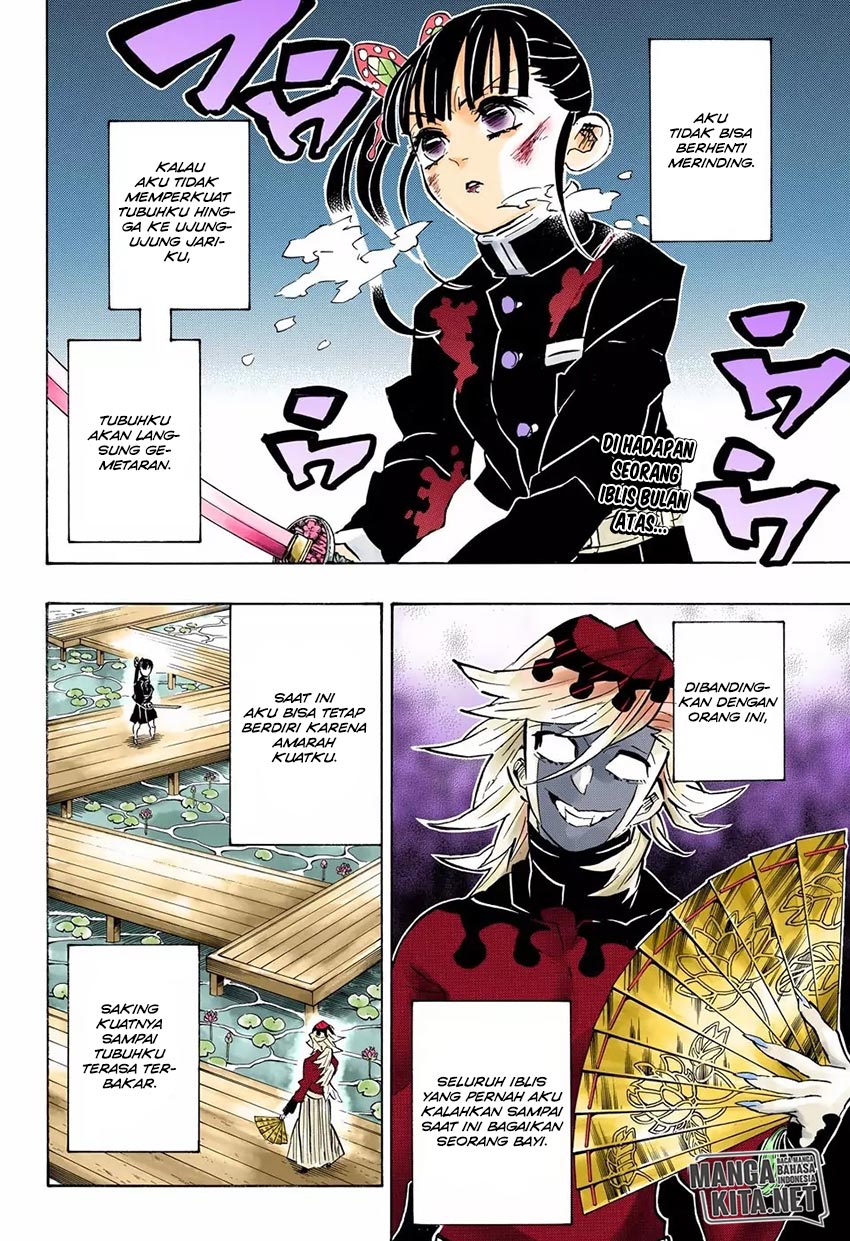 AKU
TIDAK BISA
BERHENTI
MERINDING.
KALAU
AKU TIDAK
MEMPERKUAT
TUBUHKU HING-
GA KE UJUNG-
UJUNG JARI-
KU,
TUBUHKU
AKAN LANG-
SUNG GE-
METARAN.
DI HADAPAN
SEORANG
IBLIS BULAN
ATAS...
DIBANDING-
KAN DENGAN
ORANG INI,
SELURUH IBLIS
YANG PERNAH AKU
KALAHKAN SAMPAI
SAAT INI BAGAIKAN
SEORANG BAYI.
SAAT INI
AKU BISA TETAP
BERDIRI KARENA
AMARAH
KUATKU.
SAKING
KUATNYA
SAMPAI
TUBUHKU
TERASA TER-
BAKAR.
MANGA
KITA.NET
BACA MANGA
BAHASA
INDONESIA